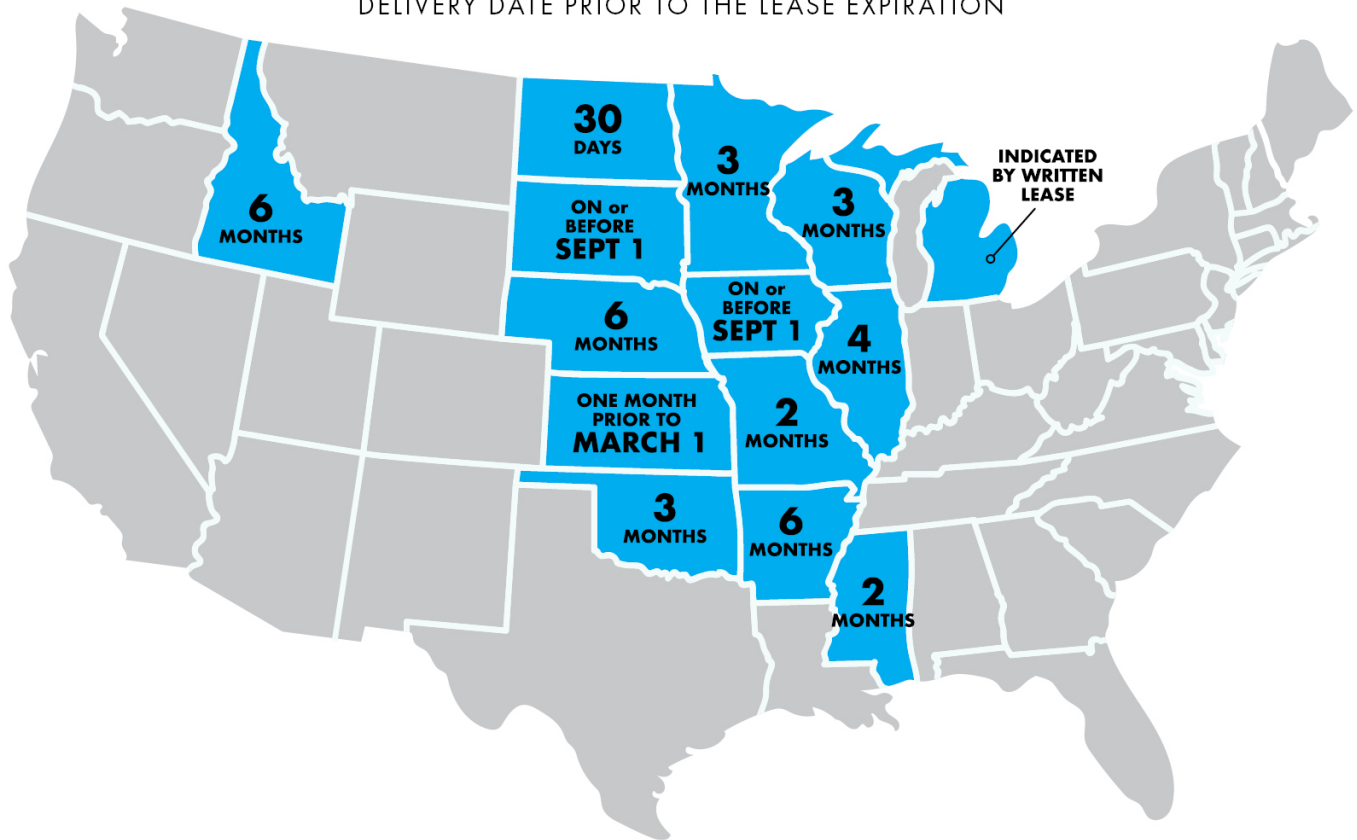 DELIVERY DATE PRIOR TO THE LEASE EXPIRATION
30
DAYS
3
MONTHS
INDICATED
BY WRITTEN
LEASE
6
MONTHS
ON or
BEFORE
SEPT 1
3
MONTHS
6
MONTHS
ON or
BEFORE
SEPT 1
4
MONTHS
ONE MONTH
PRIOR TO
MARCH 1
2
MONTHS
3
MONTHS
6
MONTHS
2
MONTHS